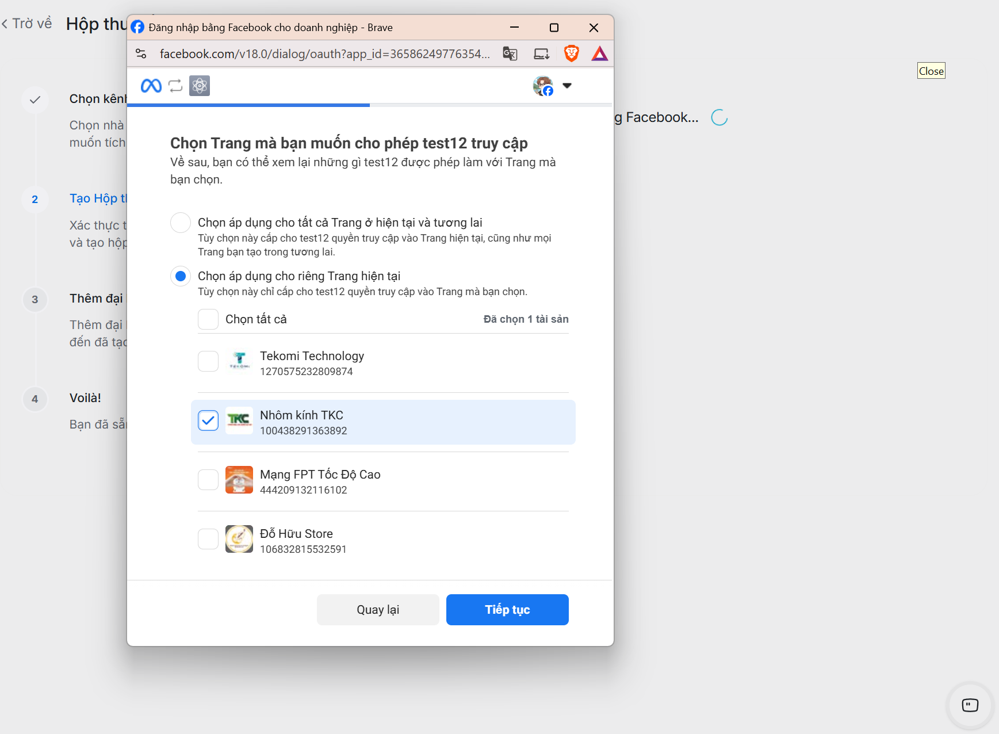 Trở về
Hộp thu
Đăng nhập bằng Facebook cho doanh nghiệp - Brave
facebook.com/v18.0/dialog/oauth?app_id=36586249776354...
Close
Chọn kênh
Chọn nhà
muốn tích
g Facebook...
Chọn Trang mà bạn muốn cho phép test12 truy cập
Về sau, bạn có thể xem lại những gì test12 được phép làm với Trang mà
bạn chọn.
2
Tạo Hộp th
Xác thực t
và tạo hộp
Chọn áp dụng cho tất cả Trang ở hiện tại và tương lai
Tùy chọn này cấp cho test12 quyền truy cập vào Trang hiện tại, cũng như mọi
Trang bạn tạo trong tương lai.
Chọn áp dụng cho riêng Trang hiện tại
Tùy chọn này chỉ cấp cho test12 quyền truy cập vào Trang mà bạn chọn.
3
Thêm đại l
Thêm đại l
đến đã tạo
Chọn tất cả
Đã chọn 1 tài sản
TEKOMI
Tekomi Technology
1270575232809874
4
Voilà!
Bạn đã sẵn
TKC
Nhôm kính TKC
100438291363892
Mạng FPT Tốc Độ Cao
444209132116102
Đỗ Hữu Store
106832815532591
Quay lại
Tiếp tục